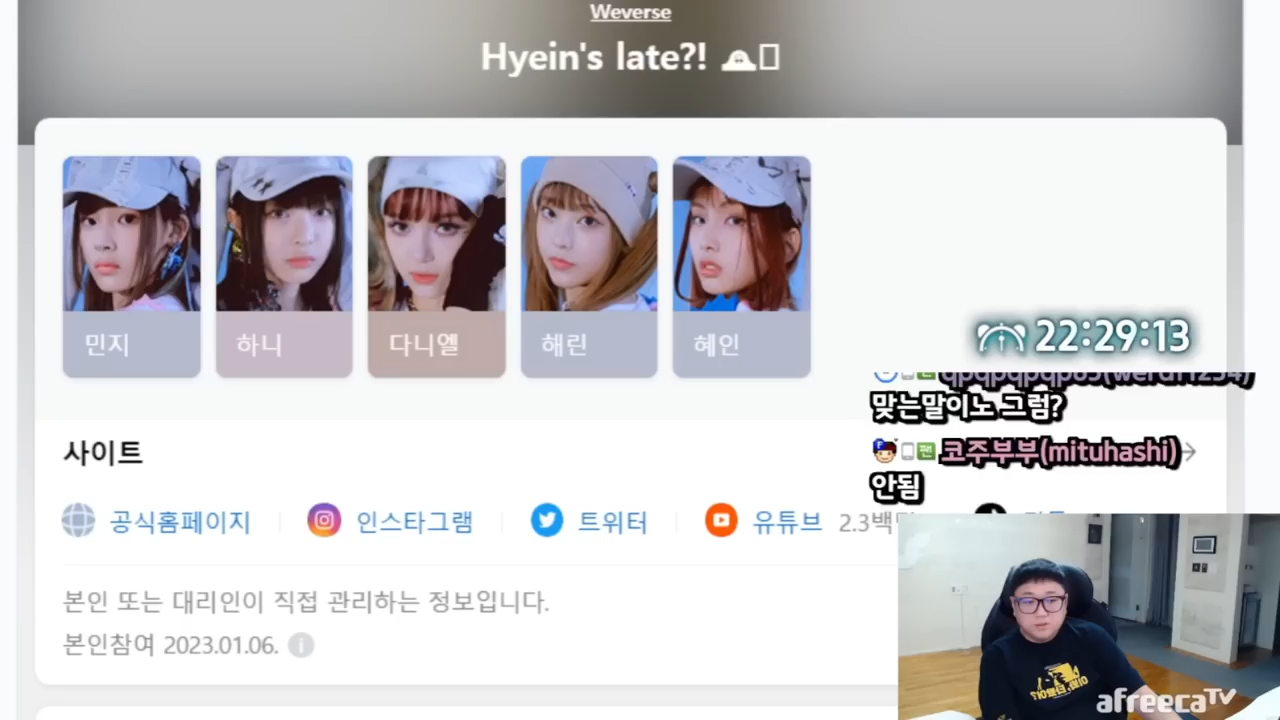 Weverse
Hyein's late?!
민지
하니
다니엘
해린
혜인
22:29:13
맞는말이노 그럼?
팬 코주부부(mituhashi)
안됨
사이트
공식홈페이지
인스타그램
트위터
유튜브 2.3백
본인 또는 대리인이 직접 관리하는 정보입니다.
본인참여 2023.01.06.
afreecaTV